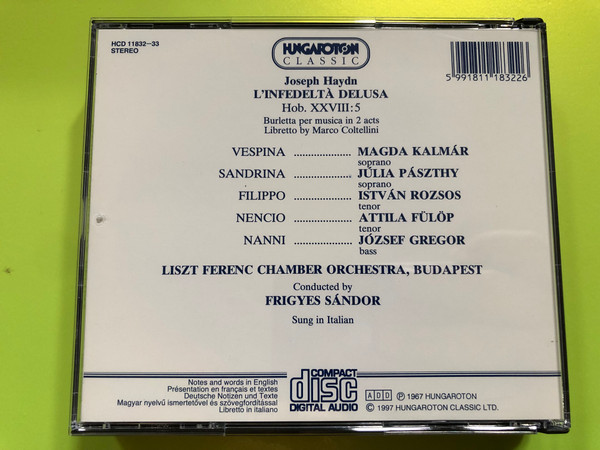 HCD 11832–33
STEREO
HUNGAROTON
CLASSIC
5 991811 183226
Joseph Haydn
L'INFEDELTÀ DELUSA
Hob. XXVIII:5
Burletta per musica in 2 acts
Libretto by Marco Coltellini
VESPINA .................... MAGDA KALMÁR
soprano
SANDRINA .................... JÚLIA PÁSZTHY
soprano
FILIPPO .................... ISTVÁN ROZSOS
tenor
NENCIO .................... ATTILA FÜLÖP
tenor
NANNI .................... JÓZSEF GREGOR
bass
LISZT FERENC CHAMBER ORCHESTRA, BUDAPEST
Conducted by
FRIGYES SÁNDOR
Sung in Italian
Notes and words in English
Présentation en français et textes
Deutsche Notizen und Texte
Magyar nyelvű ismertetővel és szövegfordítással
Libretto in italiano
COMPACT
disc
DIGITAL AUDIO
ADD ℗ 1967 HUNGAROTON
© 1997 HUNGAROTON CLASSIC LTD.